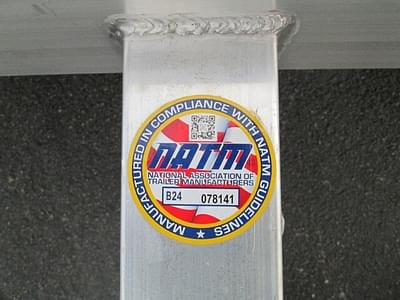 MANUFACTURED IN COMPLIANCE WITH NATM GUIDELINES
NATM
NATIONAL ASSOCIATION OF
TRAILER MANUFACTURERS
B24 078141